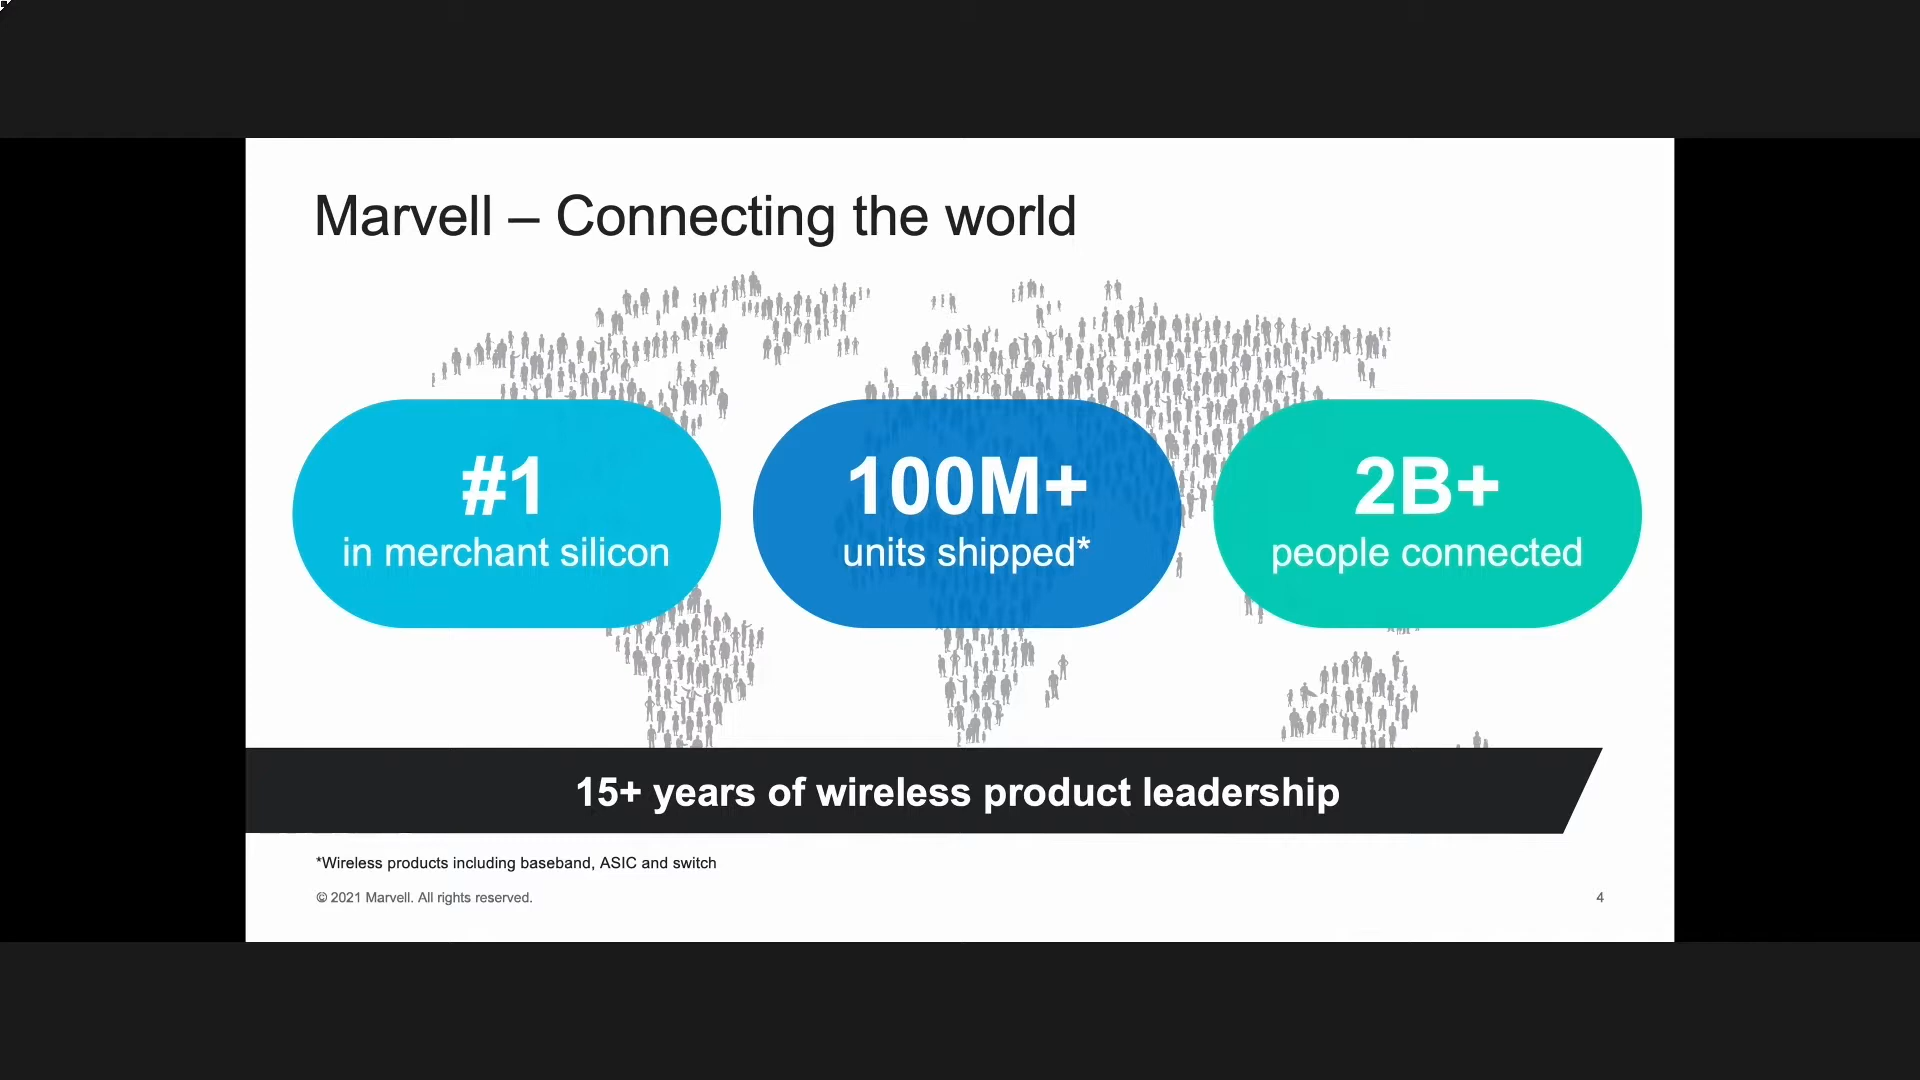 Marvell – Connecting the world
#1
in merchant silicon
100M+
units shipped*
2B+
people connected
15+ years of wireless product leadership
*Wireless products including baseband, ASIC and switch
© 2021 Marvell. All rights reserved.
4